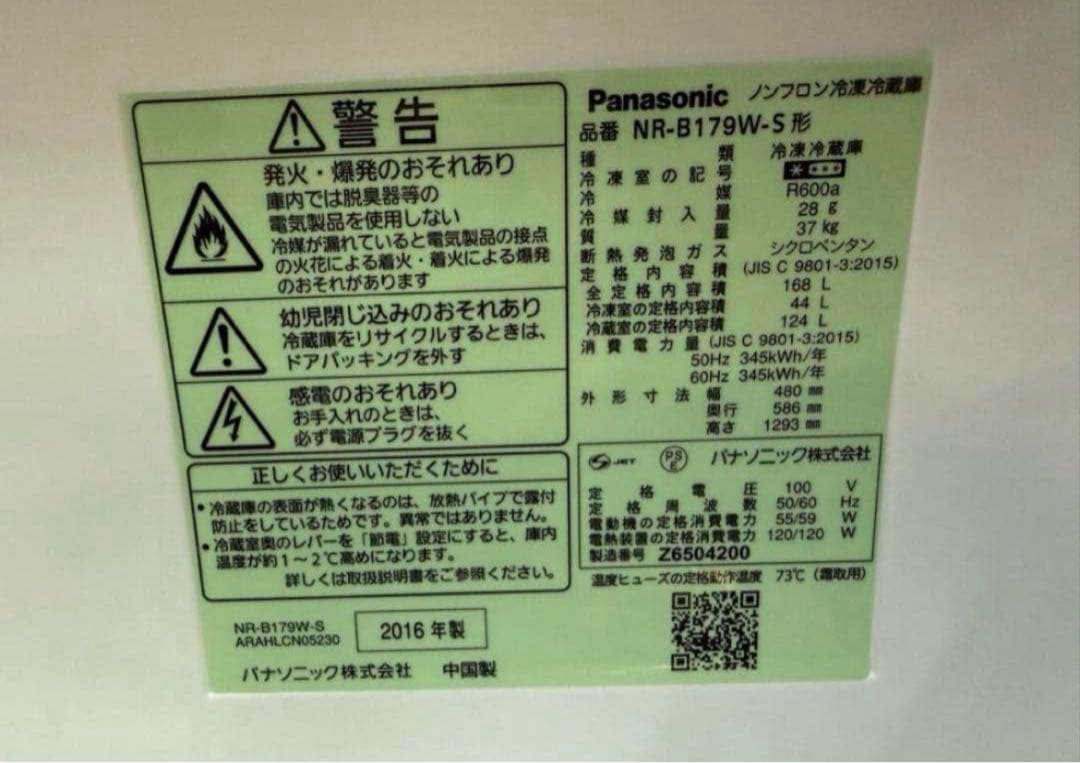 警告
発火・爆発のおそれあり
庫内では脱臭器等の
電気製品を使用しない
冷媒が漏れていると電気製品の接点
の火花による着火・着火による爆発
のおそれがあります
幼児閉じ込みのおそれあり
冷蔵庫をリサイクルするときは、
ドアパッキングを外す
感電のおそれあり
お手入れのときは、
必ず電源プラグを抜く
正しくお使いいただくために
・冷蔵庫の表面が熱くなるのは、放熱パイプで露付
防止をしているためです。異常ではありません。
・冷蔵室奥のレバーを「節電」設定にすると、庫内
温度が約1～2℃高めになります。
詳しくは取扱説明書をご参照ください。
NR-B179W-S
ARAHLCN05230
2016年製
パナソニック株式会社 中国製
Panasonic ノンフロン冷凍冷蔵庫
品番 NR-B179W-S形
種類 冷凍冷蔵庫
冷凍室の記号 ＊＊＊＊
冷媒 R600a
冷媒封入量 28 g
質量 37 kg
断熱発泡ガス シクロペンタン
定格内容積 (JIS C 9801-3:2015)
全定格内容積 168 L
冷凍室の定格内容積 44 L
冷蔵室の定格内容積 124 L
消費電力量 (JIS C 9801-3:2015)
50Hz 345kWh/年
60Hz 345kWh/年
外形寸法 幅 480 mm
奥行 586 mm
高さ 1293 mm
JET PSE パナソニック株式会社
定格電圧 100 V
定格周波数 50/60 Hz
電動機の定格消費電力 55/59 W
電熱装置の定格消費電力 120/120 W
製造番号 Z6504200
温度ヒューズの定格動作温度 73℃(霜取用)